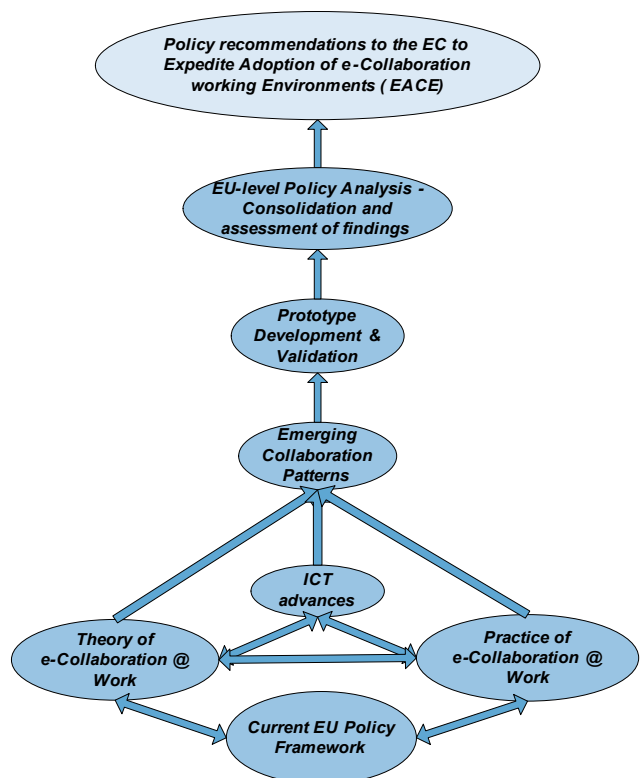 Policy recommendations to the EC to
Expedite Adoption of e-Collaboration
working Environments ( EACE)
EU-level Policy Analysis -
Consolidation and
assessment of findings
Prototype
Development &
Validation
Emerging
Collaboration
Patterns
ICT
advances
Theory of
e-Collaboration @
Work
Practice of
e-Collaboration @
Work
Current EU Policy
Framework